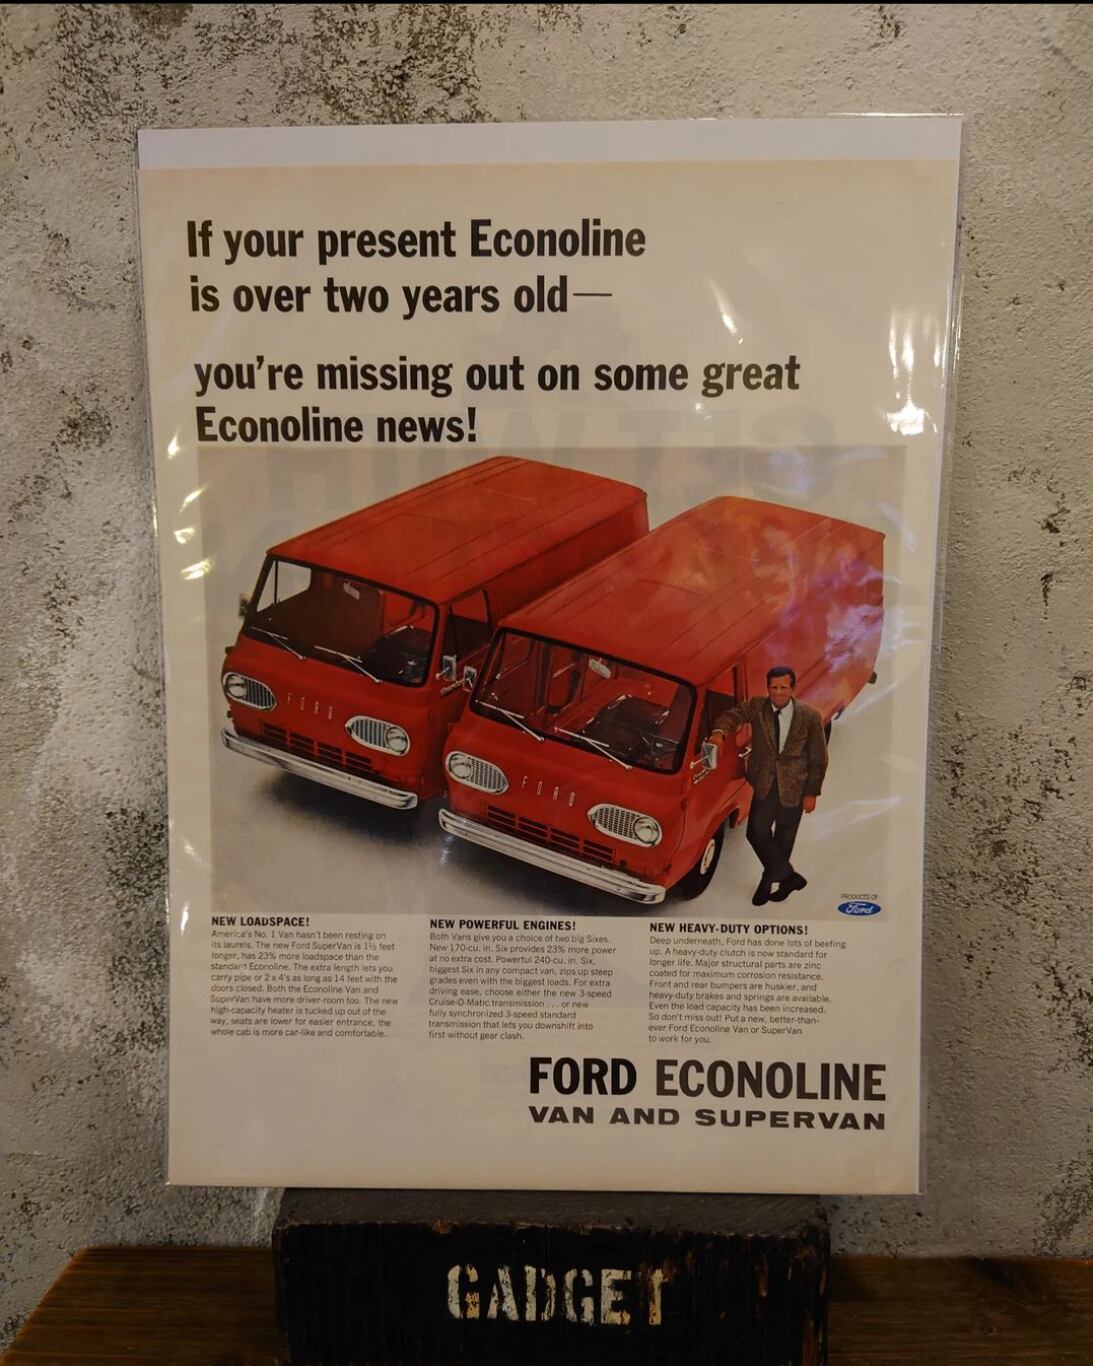 If your present Econoline
is over two years old—
you're missing out on some great
Econoline news!
FORD
FORD
PRODUCTS OF
Ford
NEW LOADSPACE!
America's No. 1 Van hasn't been resting on
its laurels. The new Ford SuperVan is 1½ feet
longer, has 23% more loadspace than the
standard Econoline. The extra length lets you
carry pipe or 2 x 4's as long as 14 feet with the
doors closed. Both the Econoline Van and
SuperVan have more driver-room too. The new
high-capacity heater is tucked up out of the
way, seats are lower for easier entrance, the
whole cab is more car-like and comfortable.
NEW POWERFUL ENGINES!
Both Vans give you a choice of two big Sixes.
New 170-cu. in. Six provides 23% more power
at no extra cost. Powerful 240-cu. in. Six,
biggest Six in any compact van, zips up steep
grades even with the biggest loads. For extra
driving ease, choose either the new 3-speed
Cruise-O-Matic transmission . . . or new
fully synchronized 3-speed standard
transmission that lets you downshift into
first without gear clash.
NEW HEAVY-DUTY OPTIONS!
Deep underneath, Ford has done lots of beefing
up. A heavy-duty clutch is now standard for
longer life. Major structural parts are zinc
coated for maximum corrosion resistance.
Front and rear bumpers are huskier, and
heavy-duty brakes and springs are available.
Even the load capacity has been increased.
So don't miss out! Put a new, better-than-
ever Ford Econoline Van or SuperVan
to work for you.
FORD ECONOLINE
VAN AND SUPERVAN
GADGET